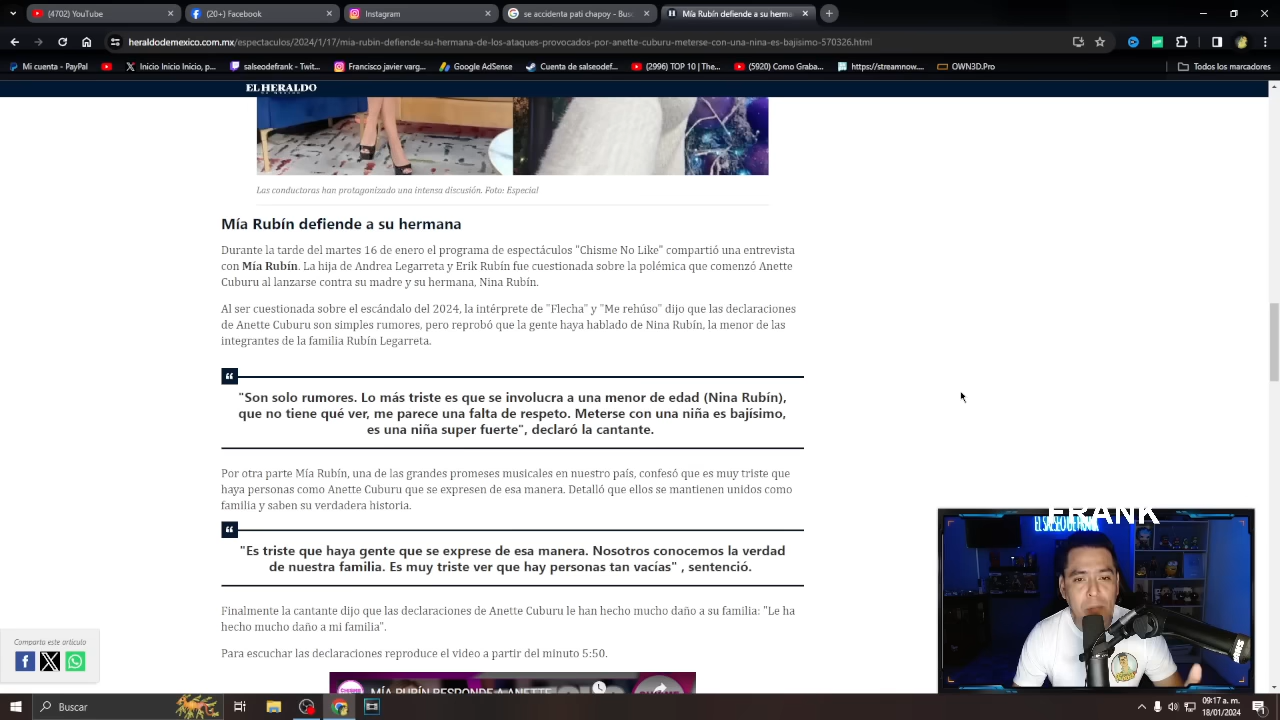 (4702) YouTube
(20+) Facebook
Instagram
se accidenta pati chapoy - Busc
Mía Rubín defiende a su herman
heraldodemexico.com.mx/espectaculos/2024/1/17/mia-rubin-defiende-su-hermana-de-los-ataques-provocados-por-anette-cuburu-meterse-con-una-nina-es-bajisimo-570326.html
Mi cuenta - PayPal
Inicio Inicio Inicio, p...
salseodefrank - Twit...
Francisco javier varg...
Google AdSense
Cuenta de salseodef...
(2996) TOP 10 | The...
(5920) Como Graba...
https://streamnow....
OWN3D.Pro
Todos los marcadores
EL HERALDO
DE MÉXICO
Las conductoras han protagonizado una intensa discusión. Foto: Especial
Mía Rubín defiende a su hermana
Durante la tarde del martes 16 de enero el programa de espectáculos "Chisme No Like" compartió una entrevista
con Mía Rubín. La hija de Andrea Legarreta y Erik Rubín fue cuestionada sobre la polémica que comenzó Anette
Cuburu al lanzarse contra su madre y su hermana, Nina Rubín.
Al ser cuestionada sobre el escándalo del 2024, la intérprete de "Flecha" y "Me rehúso" dijo que las declaraciones
de Anette Cuburu son simples rumores, pero reprobó que la gente haya hablado de Nina Rubín, la menor de las
integrantes de la familia Rubín Legarreta.
"Son solo rumores. Lo más triste es que se involucra a una menor de edad (Nina Rubín),
que no tiene qué ver, me parece una falta de respeto. Meterse con una niña es bajísimo,
es una niña super fuerte", declaró la cantante.
Por otra parte Mía Rubín, una de las grandes promeses musicales en nuestro país, confesó que es muy triste que
haya personas como Anette Cuburu que se expresen de esa manera. Detalló que ellos se mantienen unidos como
familia y saben su verdadera historia.
"Es triste que haya gente que se exprese de esa manera. Nosotros conocemos la verdad
de nuestra familia. Es muy triste ver que hay personas tan vacías" , sentenció.
Finalmente la cantante dijo que las declaraciones de Anette Cuburu le han hecho mucho daño a su familia: "Le ha
hecho mucho daño a mi familia".
Para escuchar las declaraciones reproduce el video a partir del minuto 5:50.
Comparta este artículo
MÍA RUBÍN RESPONDE A ANETTE
FRANK
EL SALSEO DE FRANK
Buscar
09:17 a. m.
18/01/2024